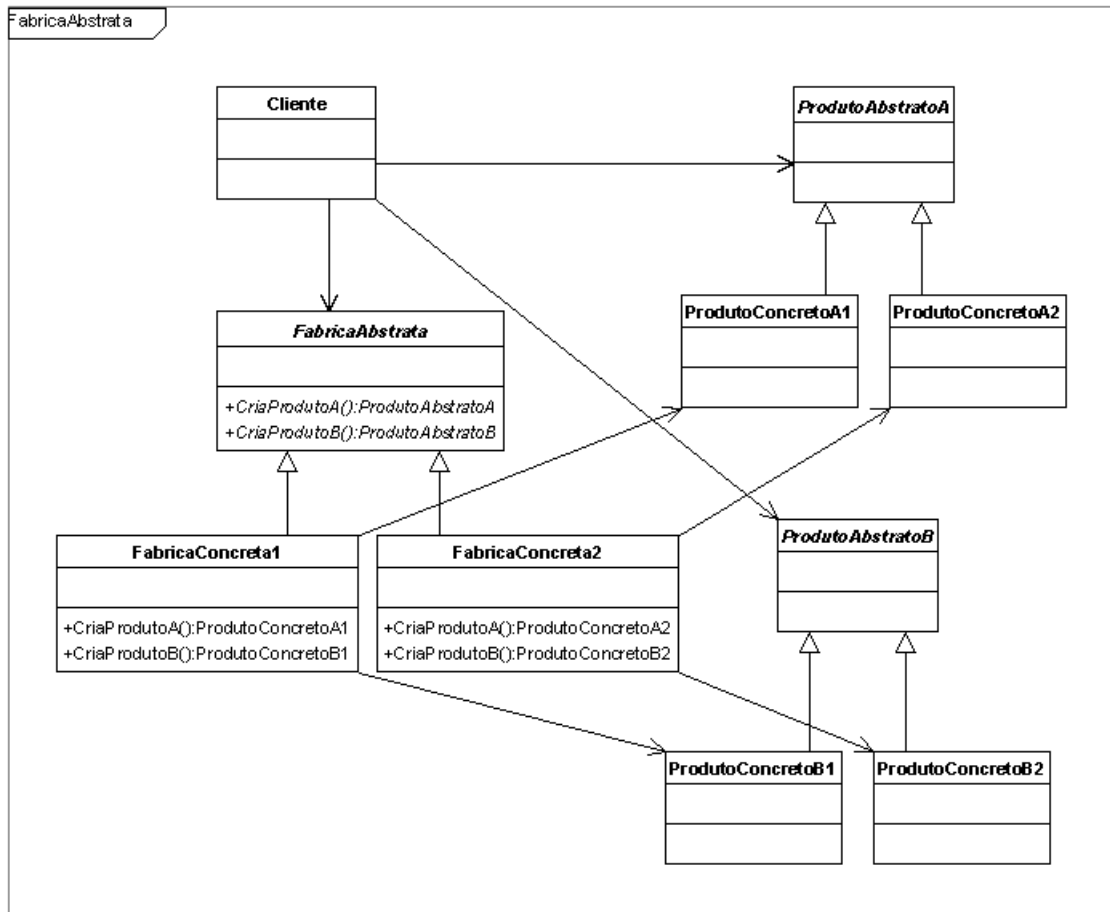 FabricaAbstrata
Cliente
ProdutoAbstratoA
ProdutoConcretoA1
ProdutoConcretoA2
FabricaAbstrata
+CriaProdutoA():ProdutoAbstratoA
+CriaProdutoB():ProdutoAbstratoB
FabricaConcreta1
+CriaProdutoA():ProdutoConcretoA1
+CriaProdutoB():ProdutoConcretoB1
FabricaConcreta2
+CriaProdutoA():ProdutoConcretoA2
+CriaProdutoB():ProdutoConcretoB2
ProdutoAbstratoB
ProdutoConcretoB1
ProdutoConcretoB2